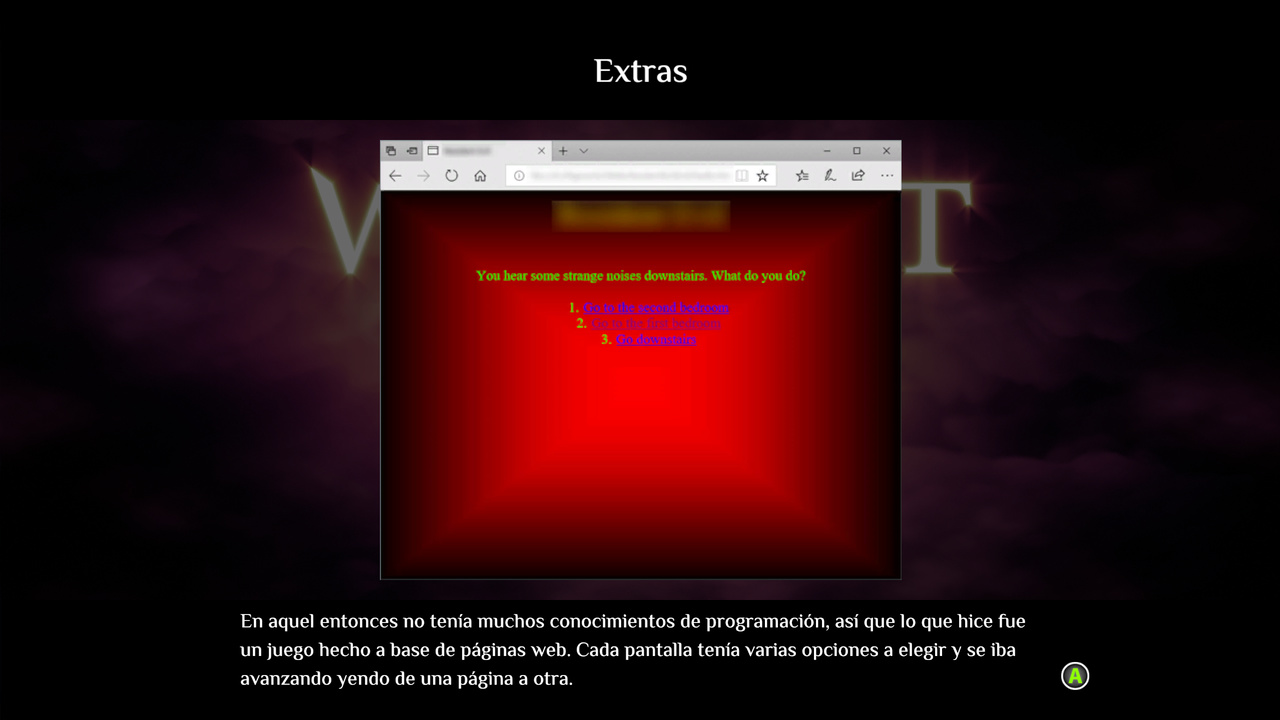 Extras
You hear some strange noises downstairs. What do you do?
1. Go to the second bedroom
2. Go to the first bedroom
3. Go downstairs
En aquel entonces no tenía muchos conocimientos de programación, así que lo que hice fue
un juego hecho a base de páginas web. Cada pantalla tenía varias opciones a elegir y se iba
avanzando yendo de una página a otra.
A